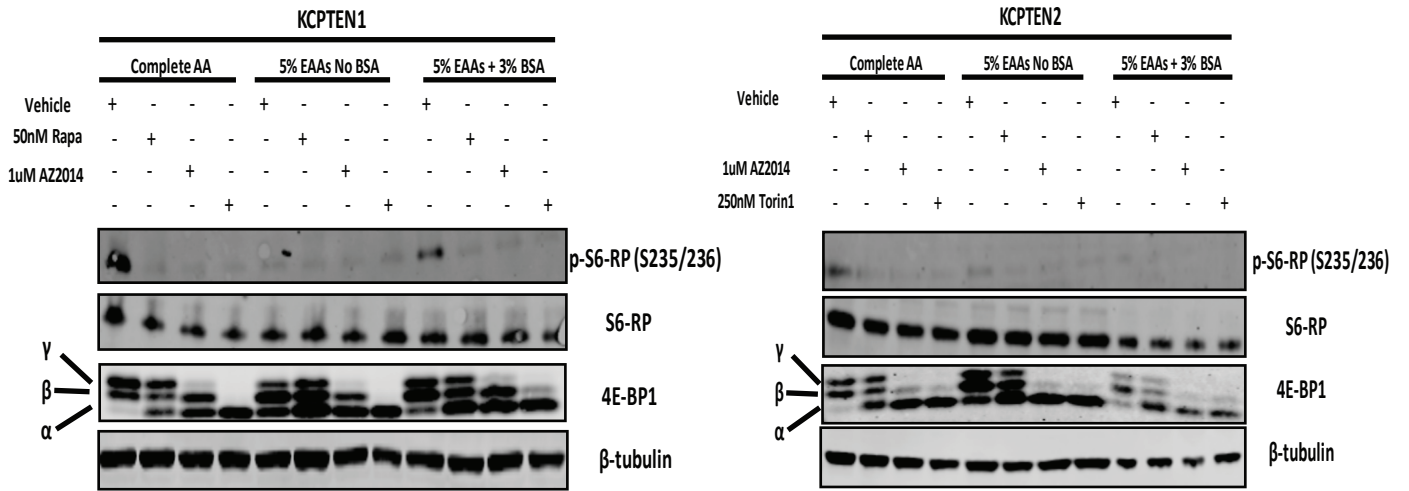 KCPTEN1
Complete AA 5% EAAs No BSA 5% EAAs + 3% BSA
Vehicle + - - - + - - - + - - -
50nM Rapa - + - - - + - - - + - -
1uM AZ2014 - - + - - - + - - - + -
- - - + - - - + - - - +
p-S6-RP (S235/236)
S6-RP
γ
β
α
4E-BP1
β-tubulin
KCPTEN2
Complete AA 5% EAAs No BSA 5% EAAs + 3% BSA
Vehicle + - - - + - - - + - - -
- + - - - + - - - + - -
1uM AZ2014 - - + - - - + - - - + -
250nM Torin1 - - - + - - - + - - - +
p-S6-RP (S235/236)
S6-RP
γ
β
α
4E-BP1
β-tubulin